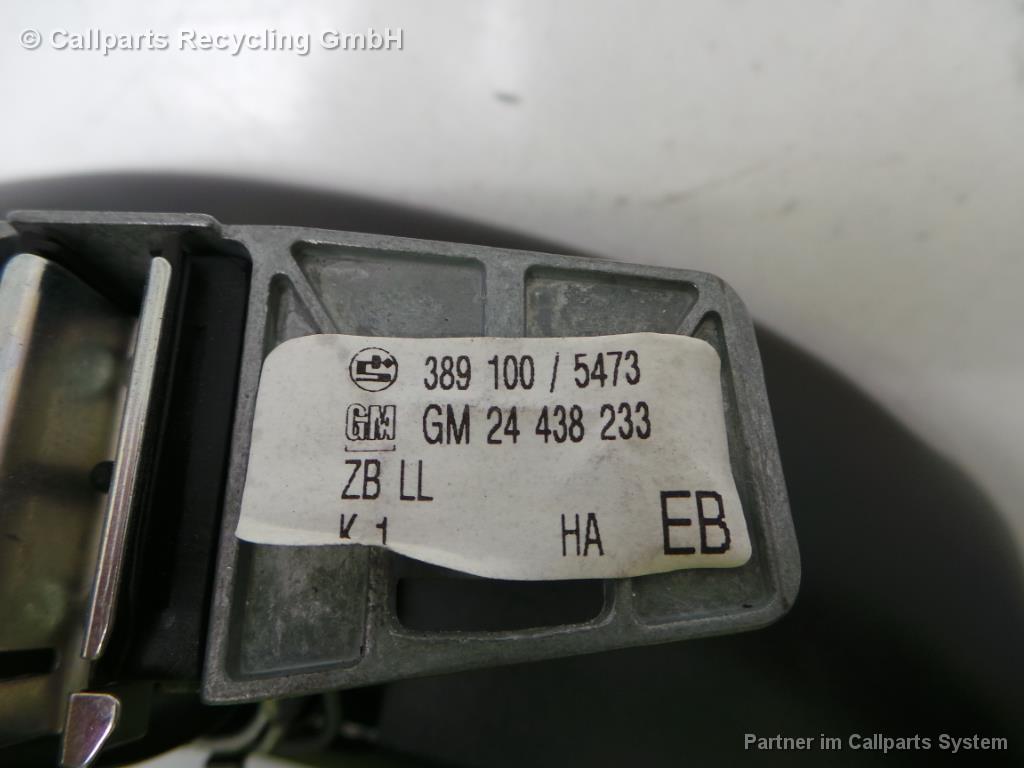 © Callparts Recycling GmbH
389 100 / 5473
GM GM 24 438 233
ZB LL
K 1 HA EB
Partner im Callparts System